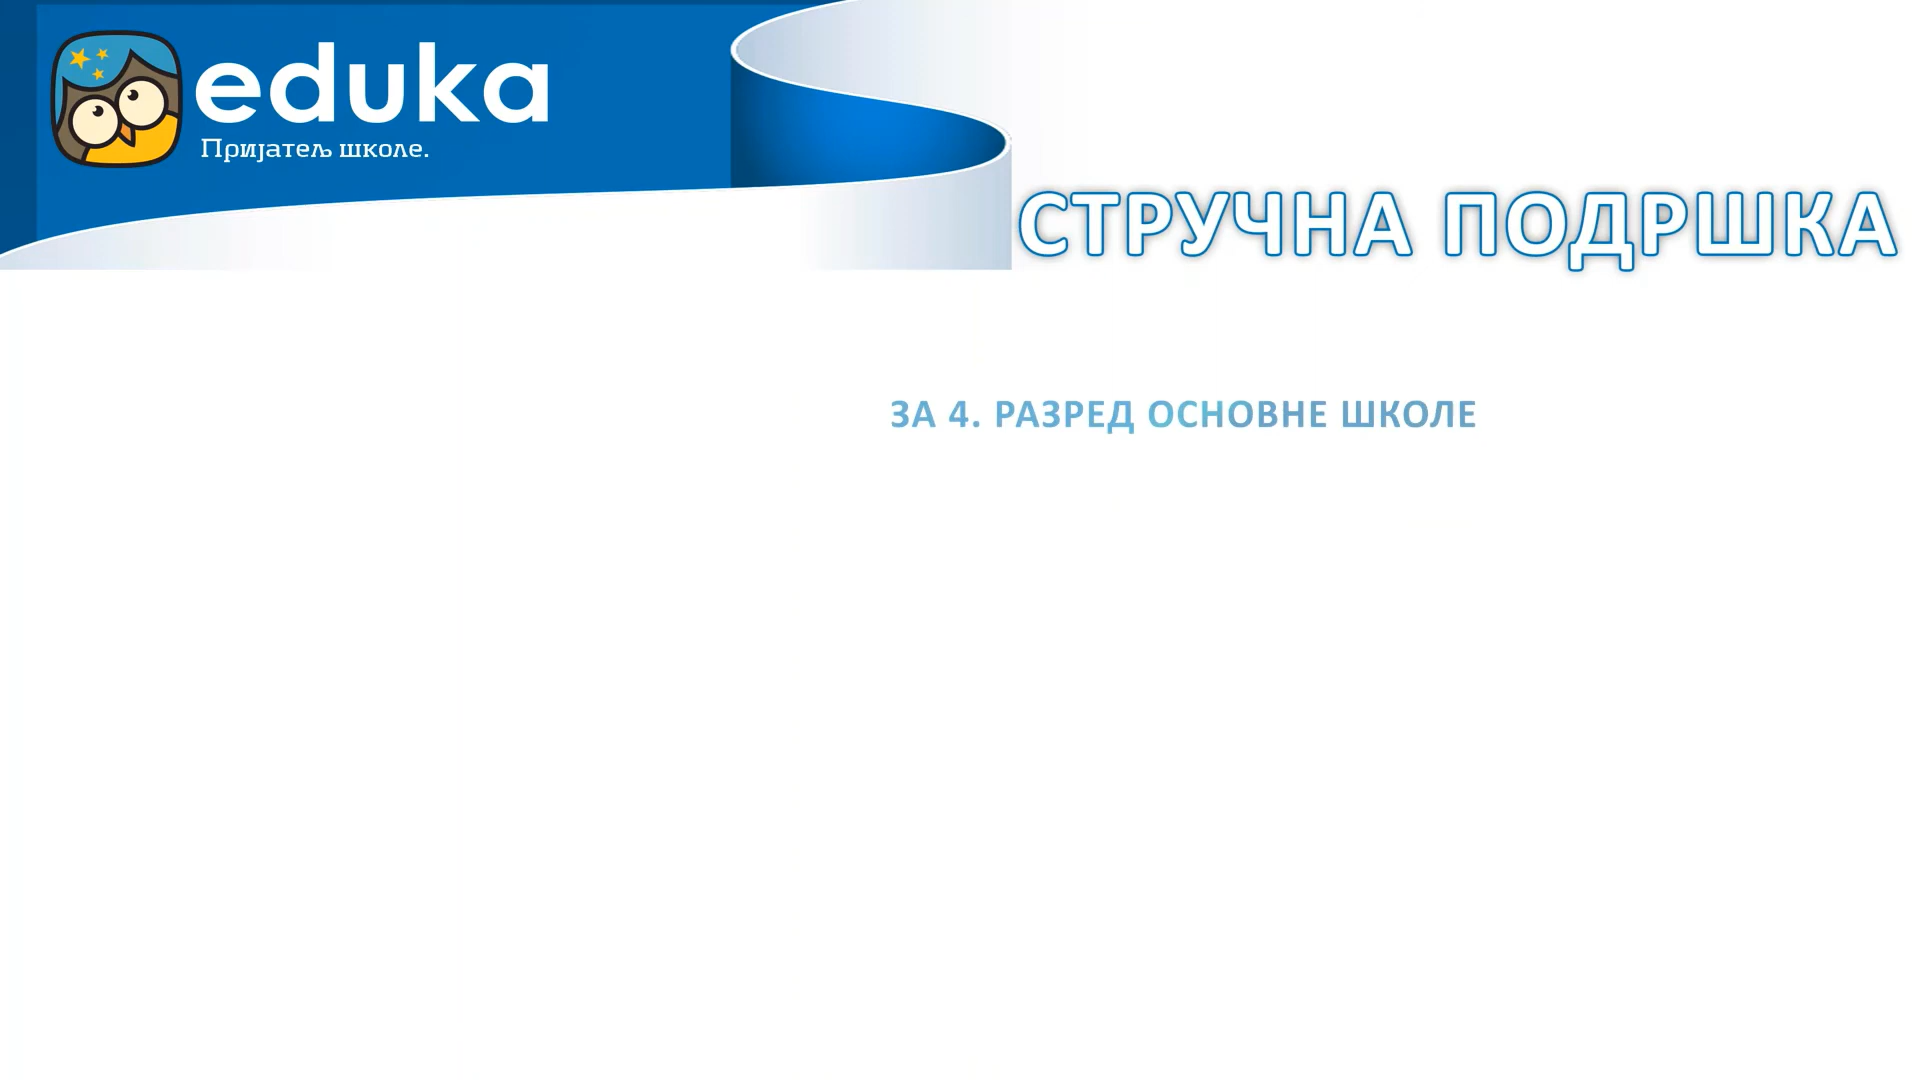 eduka
Пријатељ школе.
СТРУЧНА ПОДРШКА
ЗА 4. РАЗРЕД ОСНОВНЕ ШКОЛЕ